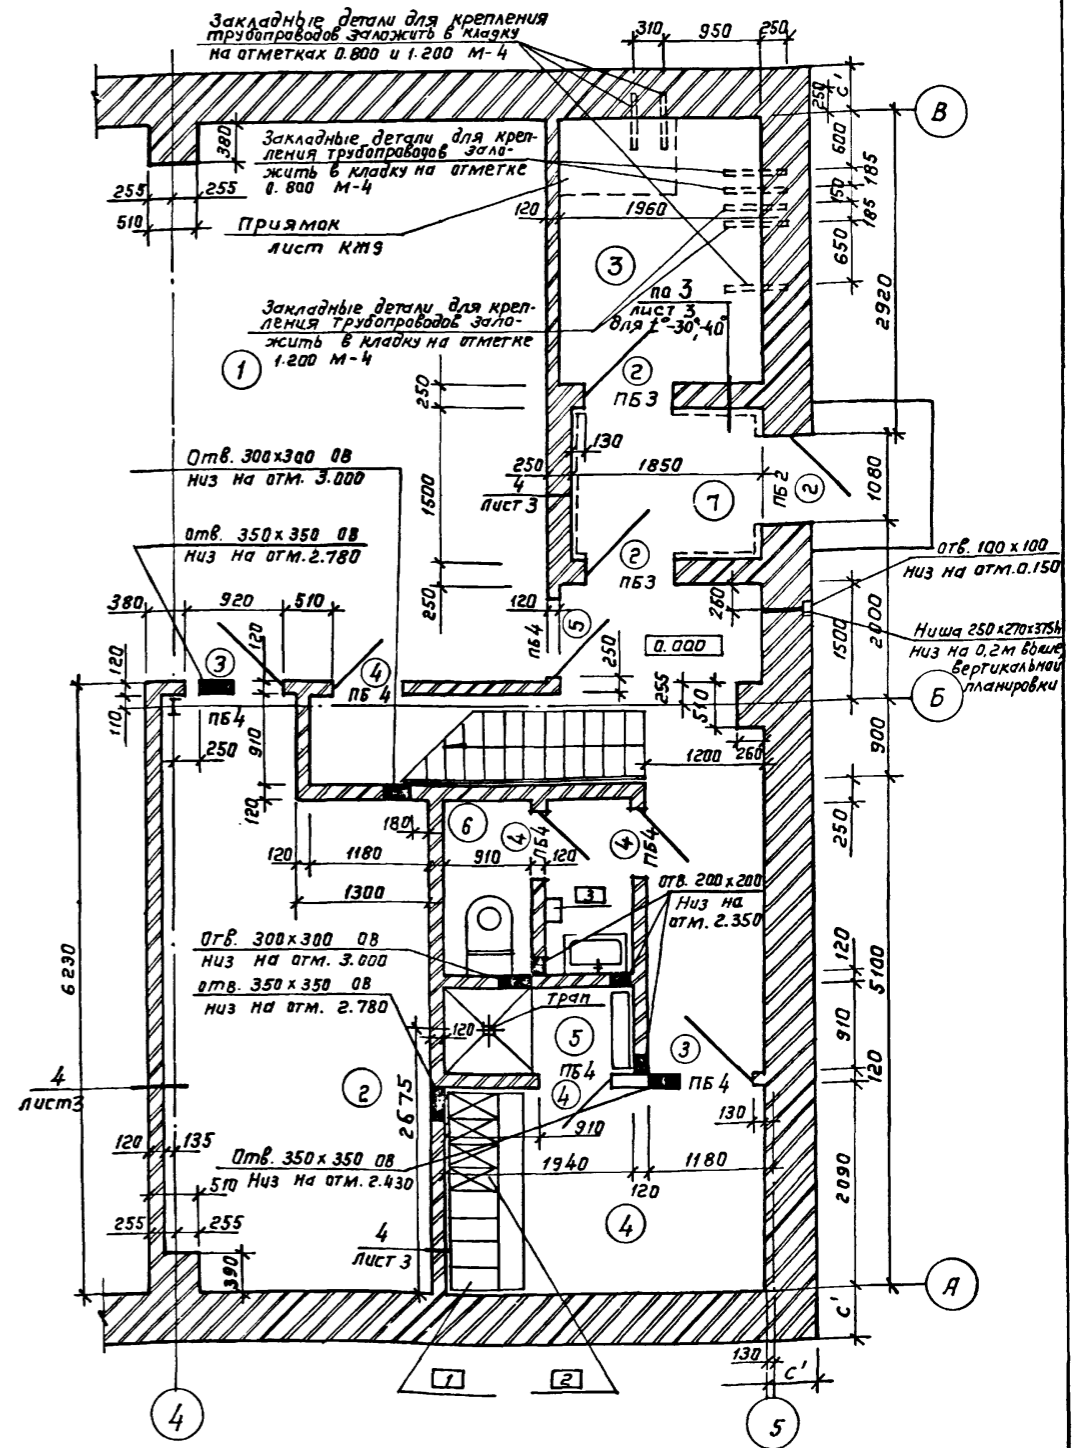 Закладные детали для крепления
трубопроводов заложить в кладку
на отметках 0.800 и 1.200 М-4
310
950
250
250
С'
В
380
Закладные детали для креп-
ления трубопроводов зало-
жить в кладку на отметке
0.800 М-4
600
185
150
185
650
255
255
510
120
1960
Приямок
лист КЖ9
3
по 3
лист 3
для t°-30°,-40°
2920
Закладные детали для креп-
ления трубопроводов зало-
жить в кладку на отметке
1.200 М-4
1
2
ПБ3
250
130
Отв. 300х300 ОВ
низ на отм. 3.000
1500
250
1850
4
лист 3
7
ПБ2
2
1080
отв. 350х350 ОВ
низ на отм. 2.780
2
ПБ3
отв. 100х100
низ на отм. 0.150
250
120
260
380
920
510
ПБ4
5
0.000
1500
2000
Ниша 250х270х375h
низ на 0,2м выше
вертикальной
планировки
120
120
3
4
250
ПБ4
ПБ4
255
510
Б
110
250
910
1200
260
900
120
180
6
4
ПБ4
4
ПБ4
250
120
1180
910
120
1300
3
отв. 200х200
Низ на
отм. 2.350
6230
Отв. 300х300 ОВ
низ на отм. 3.000
отв. 350х350 ОВ
низ на отм. 2.780
трап
120
5
120
5100
910
3
ПБ4
ПБ4
4
2
4
лист 3
2675
120
130
910
120
135
Отв. 350х350 ОВ
Низ на отм. 2.430
1940
1180
120
2090
510
255
255
4
4
лист 3
390
А
С'
1
2
130
С'
4
5